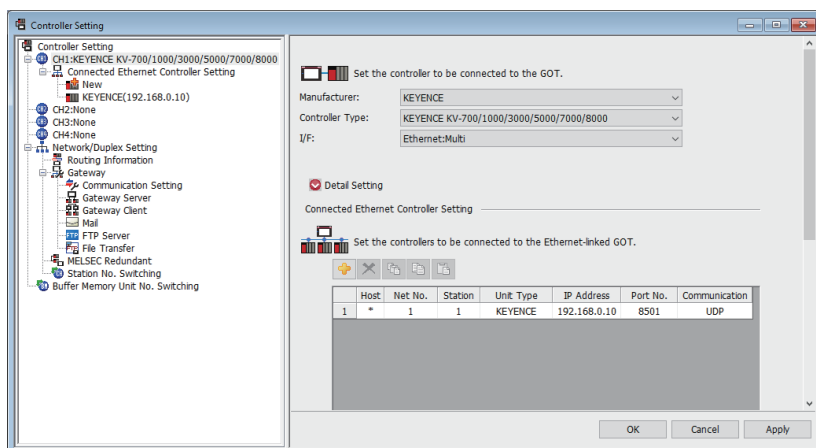 Controller Setting
Controller Setting
CH1:KEYENCE KV-700/1000/3000/5000/7000/8000
Connected Ethernet Controller Setting
New
KEYENCE(192.168.0.10)
CH2:None
CH3:None
CH4:None
Network/Duplex Setting
Routing Information
Gateway
Communication Setting
Gateway Server
Gateway Client
Mail
FTP Server
File Transfer
MELSEC Redundant
Station No. Switching
Buffer Memory Unit No. Switching
Set the controller to be connected to the GOT.
Manufacturer: KEYENCE
Controller Type: KEYENCE KV-700/1000/3000/5000/7000/8000
I/F: Ethernet:Multi
Detail Setting
Connected Ethernet Controller Setting
Set the controllers to be connected to the Ethernet-linked GOT.
Host Net No. Station Unit Type IP Address Port No. Communication
1 * 1 1 KEYENCE 192.168.0.10 8501 UDP
OK Cancel Apply